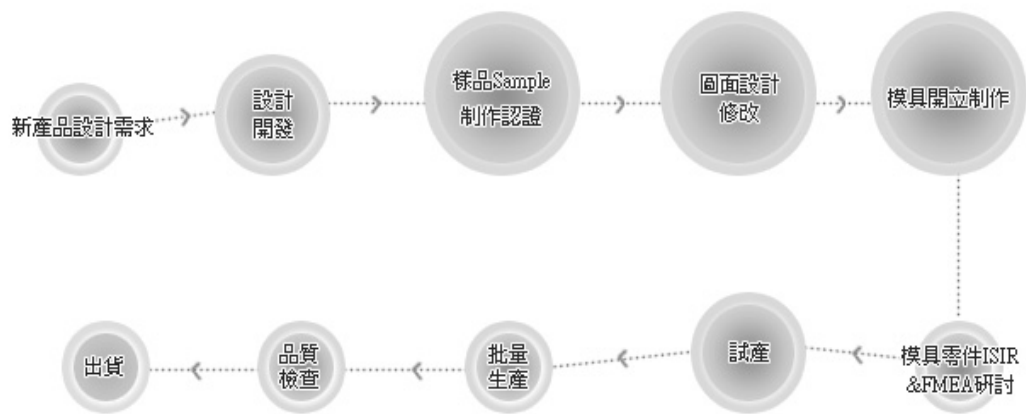 新產品設計需求
設計
開發
樣品Sample
制作認證
圖面設計
修改
模具開立制作
模具零件ISIR
&FMEA研討
試產
批量
生產
品質
檢查
出貨